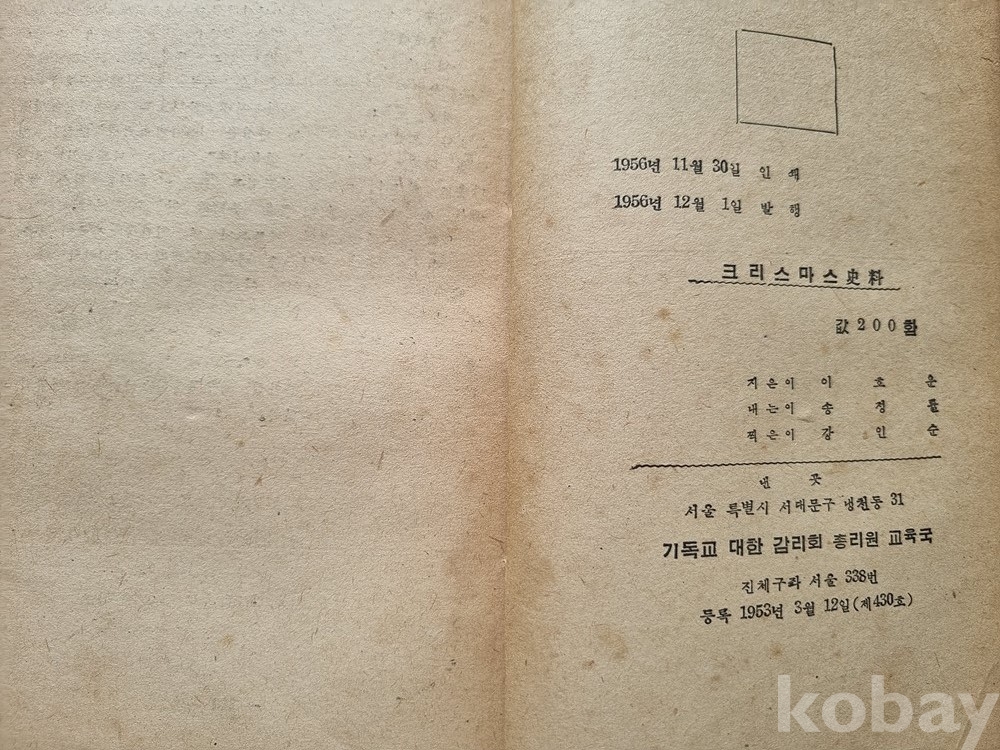 1956년 11월 30일 인 쇄
1956년 12월 1일 발 행
크리스마스史料
값 200환
지은이 이 호 운
내는이 송 정 률
찍은이 강 인 순
낸 곳
서울 특별시 서대문구 냉천동 31
기독교 대한 감리회 총리원 교육국
진체구좌 서울 338번
등록 1953년 3월 12일(제430호)
kobay